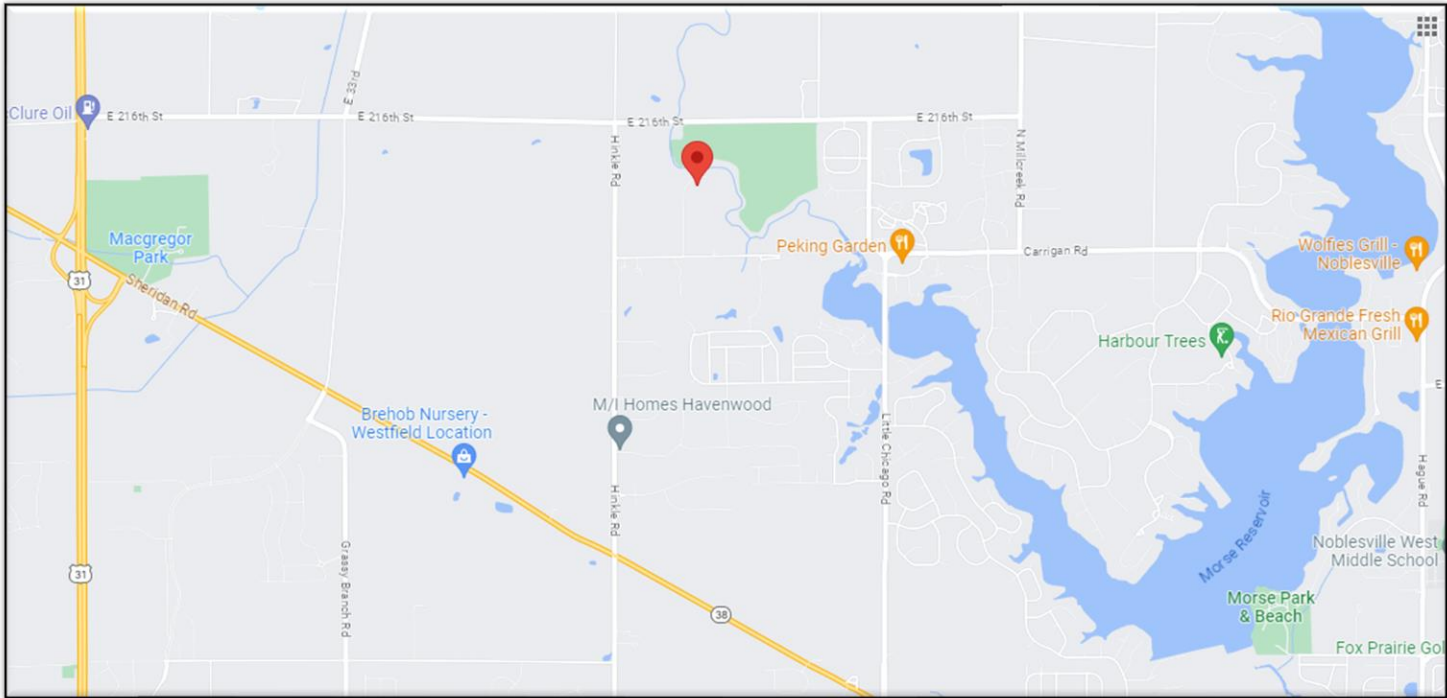 E 33rd
Clure Oil
E 216th St
E 216th St
E 216th St
E 216th St
Hinkle Rd
N Millcreek Rd
Macgregor
Park
31
Sheridan Rd
Peking Garden
Carrigan Rd
Wolfies Grill -
Noblesville
Rio Grande Fresh
Mexican Grill
Harbour Trees
E
M/I Homes Havenwood
Brehob Nursery -
Westfield Location
Little Chicago Rd
Hague Rd
Hinkle Rd
Morse Reservoir
Noblesville West
Middle School
Grassy Branch Rd
31
38
Morse Park
& Beach
Fox Prairie Gol